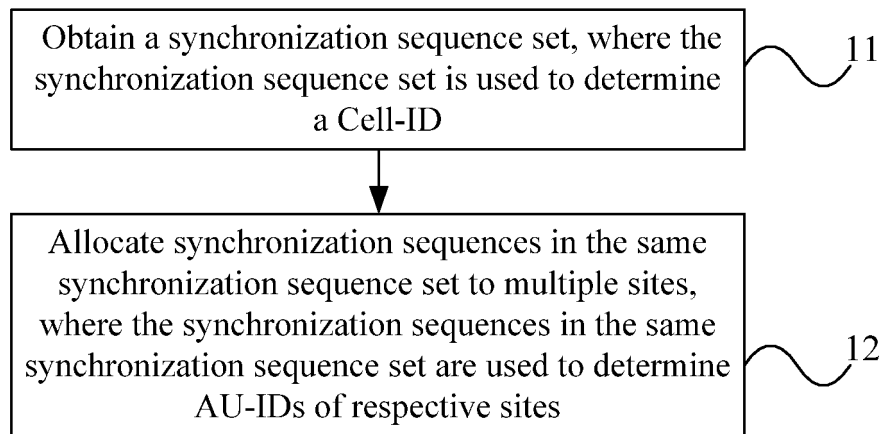 Obtain a synchronization sequence set, where the
synchronization sequence set is used to determine
a Cell-ID
11
Allocate synchronization sequences in the same
synchronization sequence set to multiple sites,
where the synchronization sequences in the same
synchronization sequence set are used to determine
AU-IDs of respective sites
12